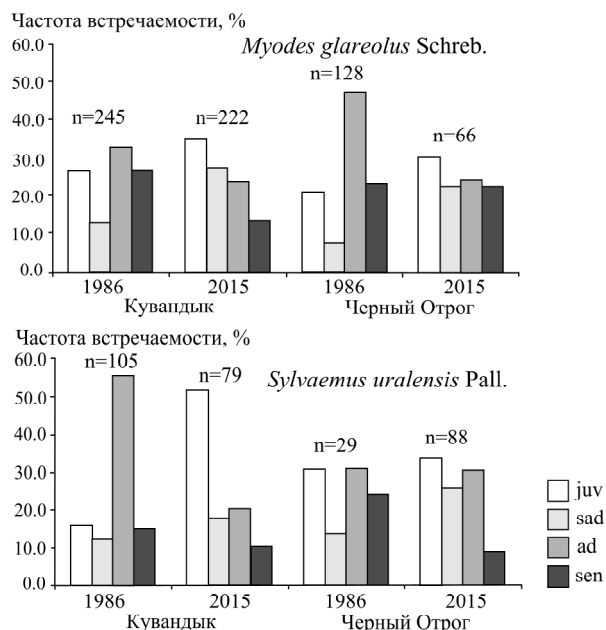 Частота встречаемости, %
Myodes glareolus Schreb.
60.0
50.0
40.0
30.0
20.0
10.0
0.0
n=245
n=222
n=128
n=66
1986
2015
1986
2015
Кувандык
Черный Отрог
Частота встречаемости, %
Sylvaemus uralensis Pall.
60.0
50.0
40.0
30.0
20.0
10.0
0.0
n=105
n=79
n=29
n=88
1986
2015
1986
2015
Кувандык
Черный Отрог
juv
sad
ad
sen